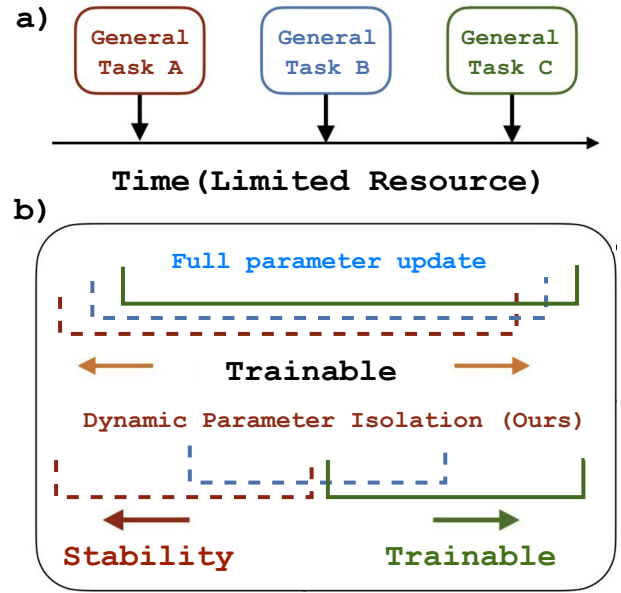 a)
General
Task A
General
Task B
General
Task C
Time(Limited Resource)
b)
Full parameter update
Trainable
Dynamic Parameter Isolation (Ours)
Stability
Trainable